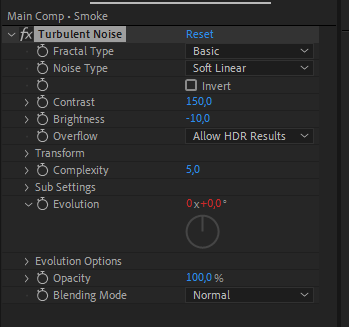 Main Comp • Smoke
fx Turbulent Noise Reset
Fractal Type Basic
Noise Type Soft Linear
Invert
Contrast 150,0
Brightness -10,0
Overflow Allow HDR Results
Transform
Complexity 5,0
Sub Settings
Evolution 0x+0,0°
Evolution Options
Opacity 100,0%
Blending Mode Normal